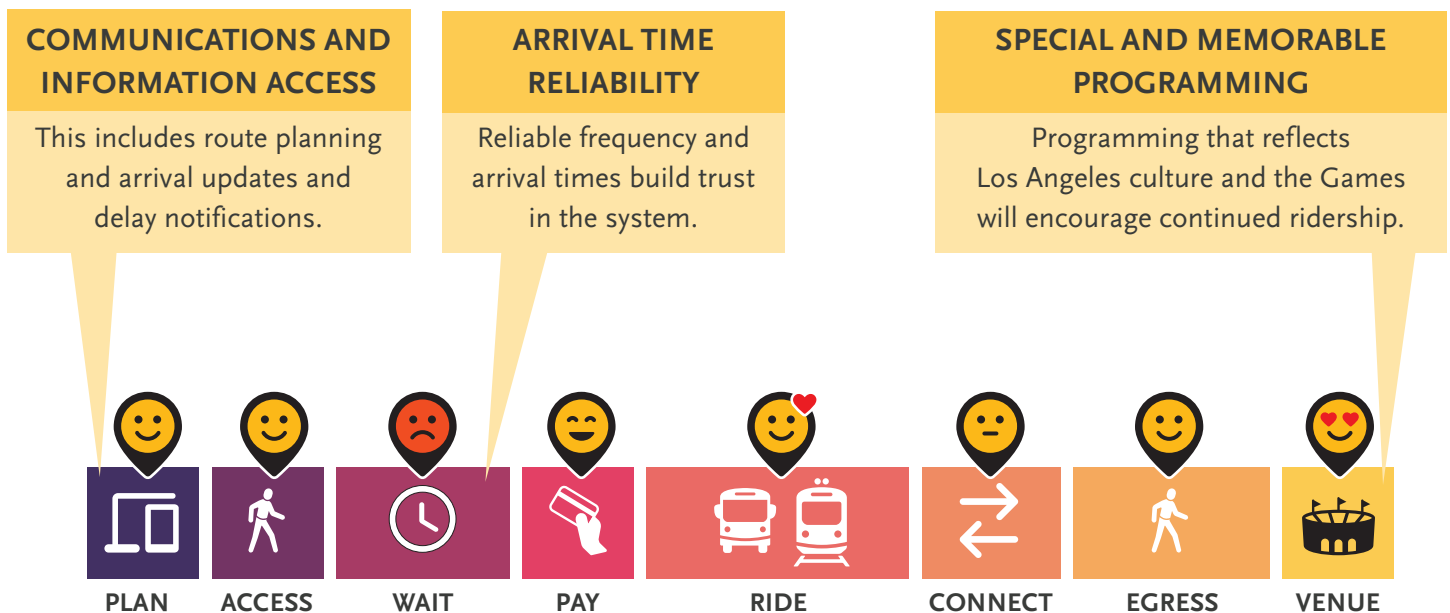 COMMUNICATIONS AND
INFORMATION ACCESS
This includes route planning
and arrival updates and
delay notifications.
ARRIVAL TIME
RELIABILITY
Reliable frequency and
arrival times build trust
in the system.
SPECIAL AND MEMORABLE
PROGRAMMING
Programming that reflects
Los Angeles culture and the Games
will encourage continued ridership.
PLAN
ACCESS
WAIT
PAY
RIDE
CONNECT
EGRESS
VENUE